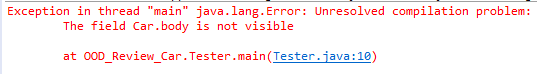 Exception in thread "main" java.lang.Error: Unresolved compilation problem:
The field Car.body is not visible
at OOD_Review_Car.Tester.main(Tester.java:10)